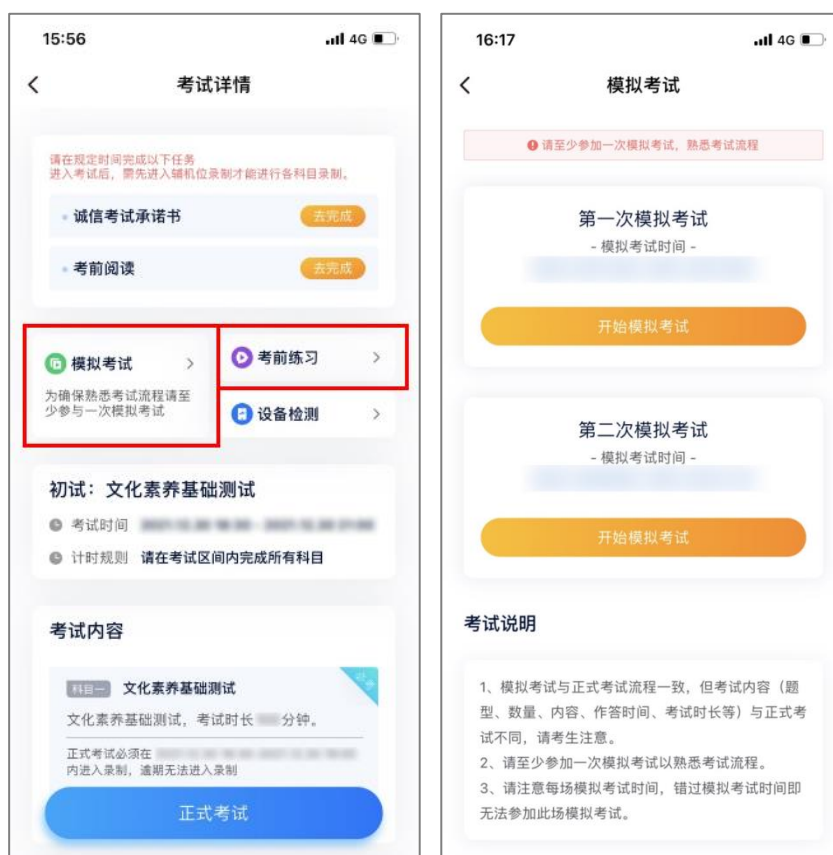 15:56
4G
考试详情
请在规定时间完成以下任务
进入考试后，需先进入辅机位录制才能进行各科目录制。
诚信考试承诺书
去完成
考前阅读
去完成
模拟考试
为确保熟悉考试流程请至
少参与一次模拟考试
考前练习
设备检测
初试：文化素养基础测试
考试时间
计时规则 请在考试区间内完成所有科目
考试内容
科目一 文化素养基础测试
文化素养基础测试，考试时长 分钟。
正式考试必须在
内进入录制，逾期无法进入录制
正式考试
16:17
4G
模拟考试
请至少参加一次模拟考试，熟悉考试流程
第一次模拟考试
- 模拟考试时间 -
开始模拟考试
第二次模拟考试
- 模拟考试时间 -
开始模拟考试
考试说明
1、模拟考试与正式考试流程一致，但考试内容（题
型、数量、内容、作答时间、考试时长等）与正式考
试不同，请考生注意。
2、请至少参加一次模拟考试以熟悉考试流程。
3、请注意每场模拟考试时间，错过模拟考试时间即
无法参加此场模拟考试。